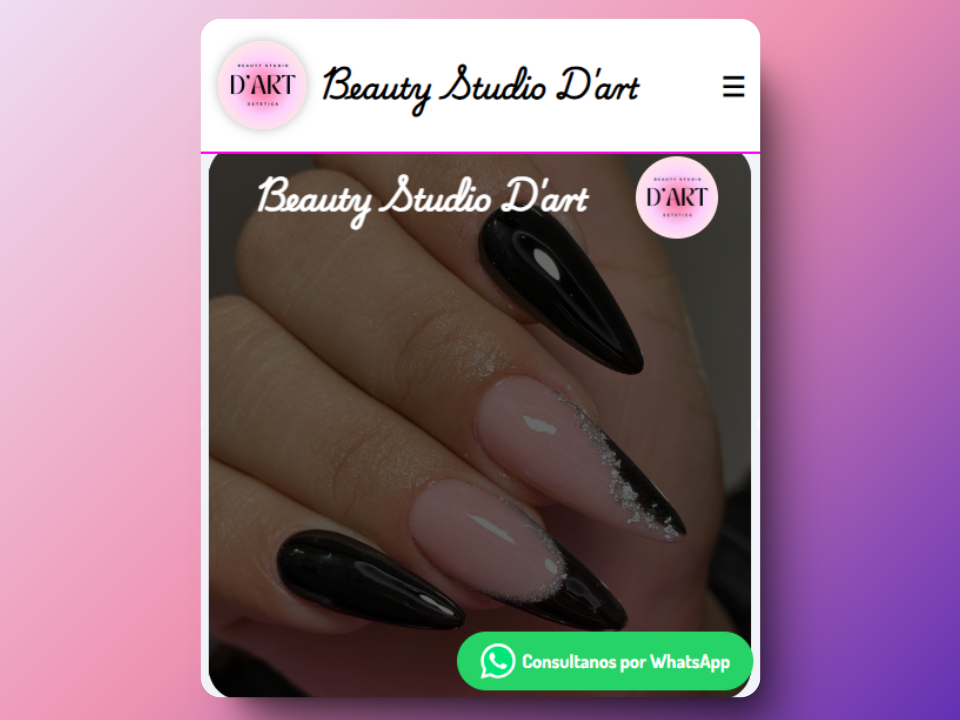 BEAUTY STUDIO
D'ART
ESTETICA
Beauty Studio D'art
Beauty Studio D'art
BEAUTY STUDIO
D'ART
ESTETICA
Consultanos por WhatsApp